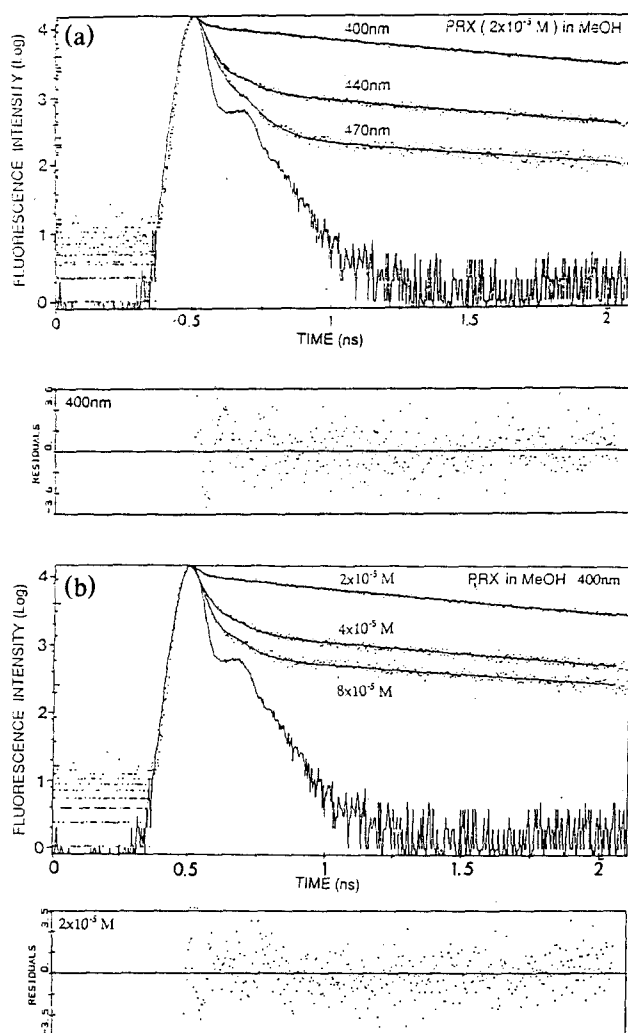 (a)
400nm
PRX ( 2x10⁻⁵ M ) in MeOH
440nm
470nm
FLUORESCENCE INTENSITY (Log)
4
3
2
1
0
0
0.5
1
1.5
2
TIME (ns)
400nm
RESIDUALS
0
(b)
2x10⁻⁵ M
PRX in MeOH 400nm
4x10⁻⁵ M
8x10⁻⁵ M
FLUORESCENCE INTENSITY (Log)
4
3
2
1
0
0
0.5
1
1.5
2
TIME (ns)
2x10⁻⁵ M
RESIDUALS
3.5
0
-3.5